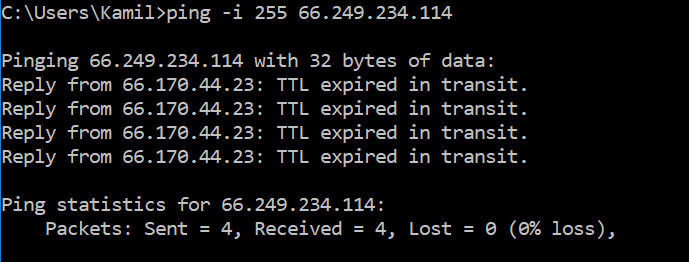 C:\Users\Kamil>ping -i 255 66.249.234.114
Pinging 66.249.234.114 with 32 bytes of data:
Reply from 66.170.44.23: TTL expired in transit.
Reply from 66.170.44.23: TTL expired in transit.
Reply from 66.170.44.23: TTL expired in transit.
Reply from 66.170.44.23: TTL expired in transit.
Ping statistics for 66.249.234.114:
    Packets: Sent = 4, Received = 4, Lost = 0 (0% loss),